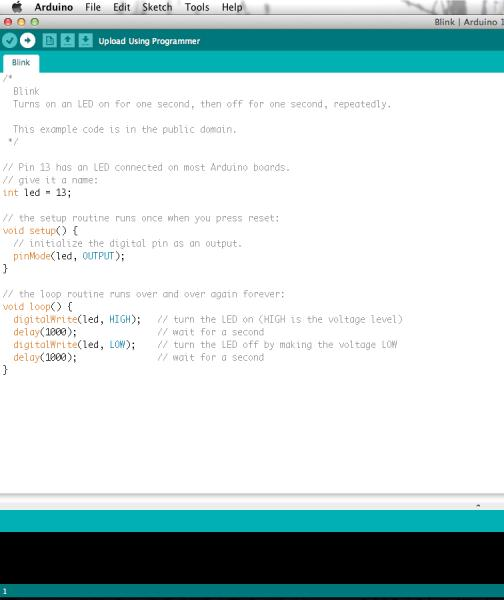 Arduino File Edit Sketch Tools Help
Blink | Arduino 1
Upload Using Programmer
Blink
/*
  Blink
  Turns on an LED on for one second, then off for one second, repeatedly.

  This example code is in the public domain.
 */

// Pin 13 has an LED connected on most Arduino boards.
// give it a name:
int led = 13;

// the setup routine runs once when you press reset:
void setup() {
  // initialize the digital pin as an output.
  pinMode(led, OUTPUT);
}

// the loop routine runs over and over again forever:
void loop() {
  digitalWrite(led, HIGH);   // turn the LED on (HIGH is the voltage level)
  delay(1000);               // wait for a second
  digitalWrite(led, LOW);    // turn the LED off by making the voltage LOW
  delay(1000);               // wait for a second
}
1